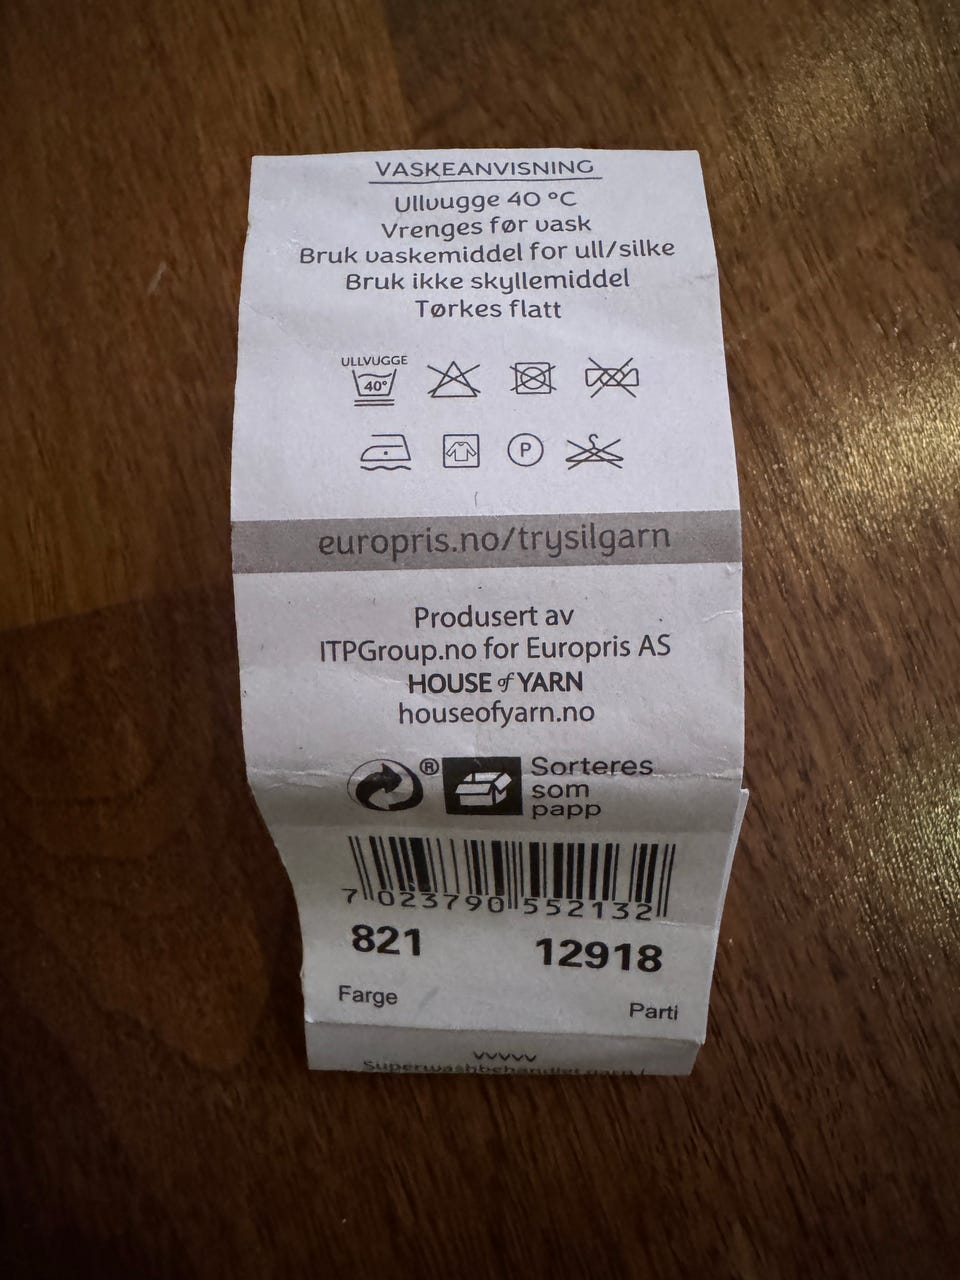 VASKEANVISNING
Ullvugge 40 °C
Vrenges før vask
Bruk vaskemiddel for ull/silke
Bruk ikke skyllemiddel
Tørkes flatt
ULLVUGGE
40°
P
europris.no/trysilgarn
Produsert av
ITPGroup.no for Europris AS
HOUSE of YARN
houseofyarn.no
® Sorteres
som
papp
7 023790 552132
821 12918
Farge Parti
Superwashbehandlet garn